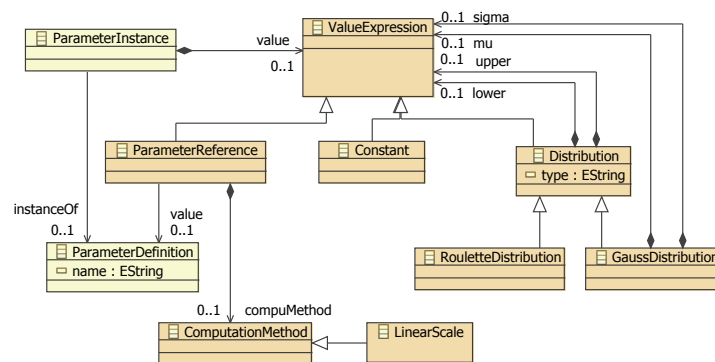 ParameterInstance
value
0..1
ValueExpression
0..1 sigma
0..1 mu
0..1 upper
0..1 lower
ParameterReference
Constant
Distribution
type : EString
instanceOf
0..1
value
0..1
ParameterDefinition
name : EString
RouletteDistribution
GaussDistribution
0..1 compuMethod
ComputationMethod
LinearScale